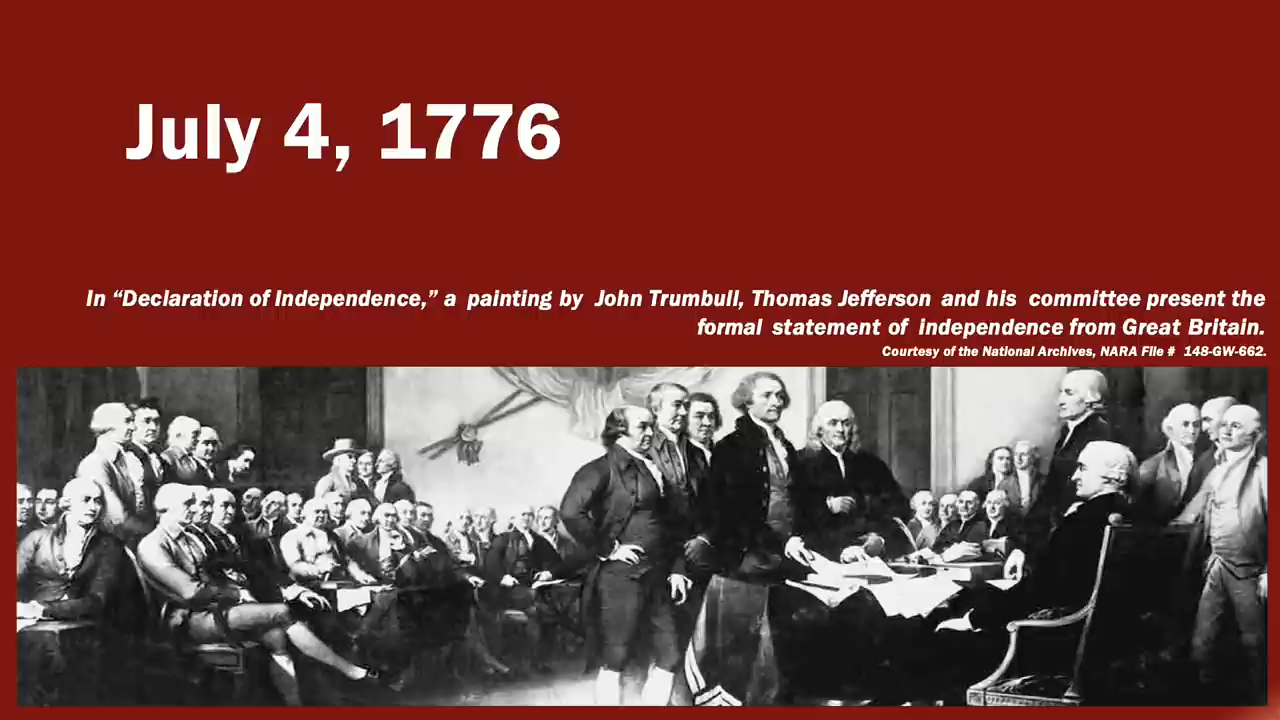 July 4, 1776
In “Declaration of Independence,” a painting by John Trumbull, Thomas Jefferson and his committee present the
formal statement of independence from Great Britain.
Courtesy of the National Archives, NARA File # 148-GW-662.